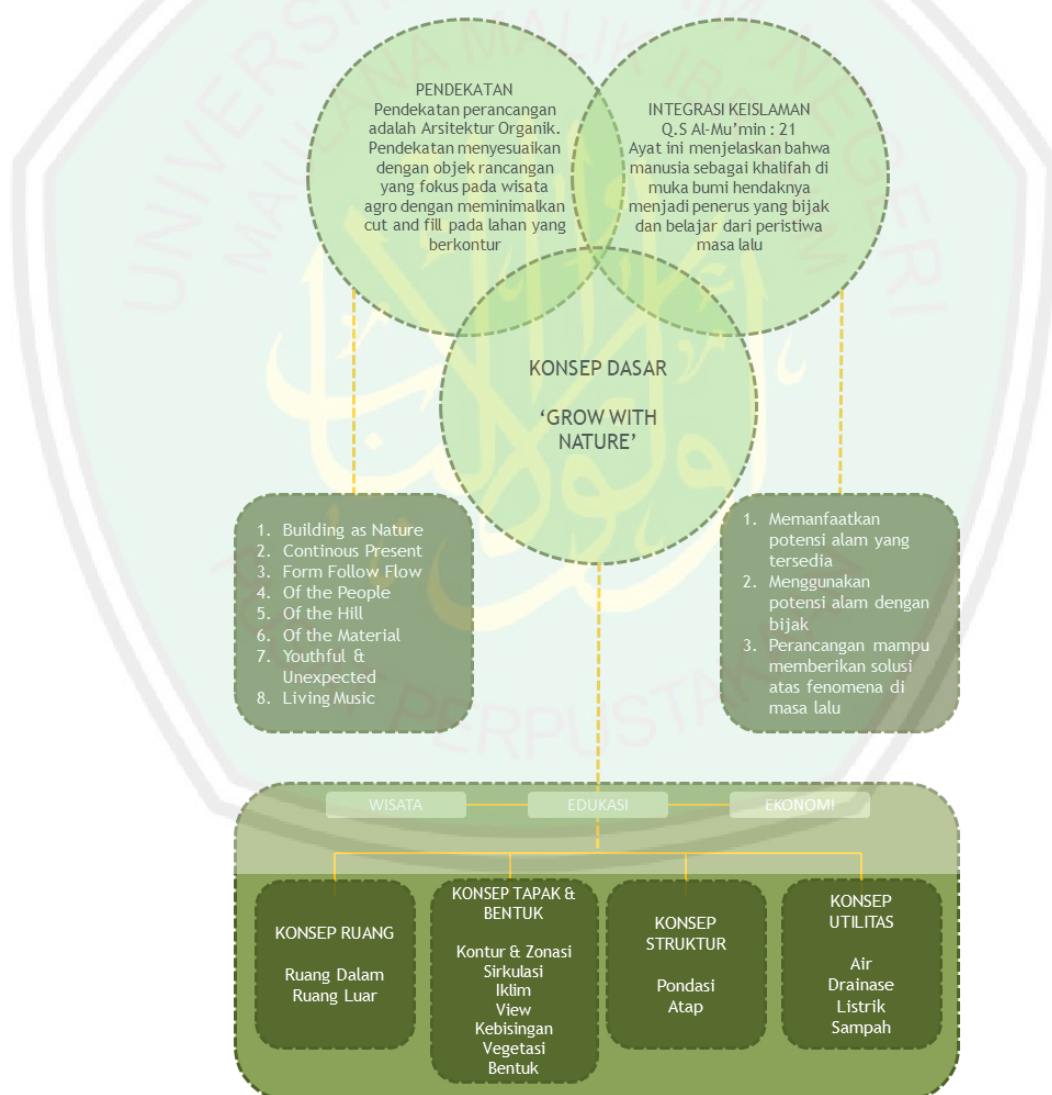 PENDEKATAN
Pendekatan perancangan
adalah Arsitektur Organik.
Pendekatan menyesuaikan
dengan objek rancangan
yang fokus pada wisata
agro dengan meminimalkan
cut and fill pada lahan yang
berkontur
INTEGRASI KEISLAMAN
Q.S Al-Mu’min : 21
Ayat ini menjelaskan bahwa
manusia sebagai khalifah di
muka bumi hendaknya
menjadi penerus yang bijak
dan belajar dari peristiwa
masa lalu
KONSEP DASAR
‘GROW WITH
NATURE’
1. Building as Nature
2. Continous Present
3. Form Follow Flow
4. Of the People
5. Of the Hill
6. Of the Material
7. Youthful &
Unexpected
8. Living Music
1. Memanfaatkan
potensi alam yang
tersedia
2. Menggunakan
potensi alam dengan
bijak
3. Perancangan mampu
memberikan solusi
atas fenomena di
masa lalu
WISATA
EDUKASI
EKONOMI
KONSEP RUANG
Ruang Dalam
Ruang Luar
KONSEP TAPAK &
BENTUK
Kontur & Zonasi
Sirkulasi
Iklim
View
Kebisingan
Vegetasi
Bentuk
KONSEP
STRUKTUR
Pondasi
Atap
KONSEP
UTILITAS
Air
Drainase
Listrik
Sampah
MAULANA MALIK IBRAHIM
PERPUSTAKAAN